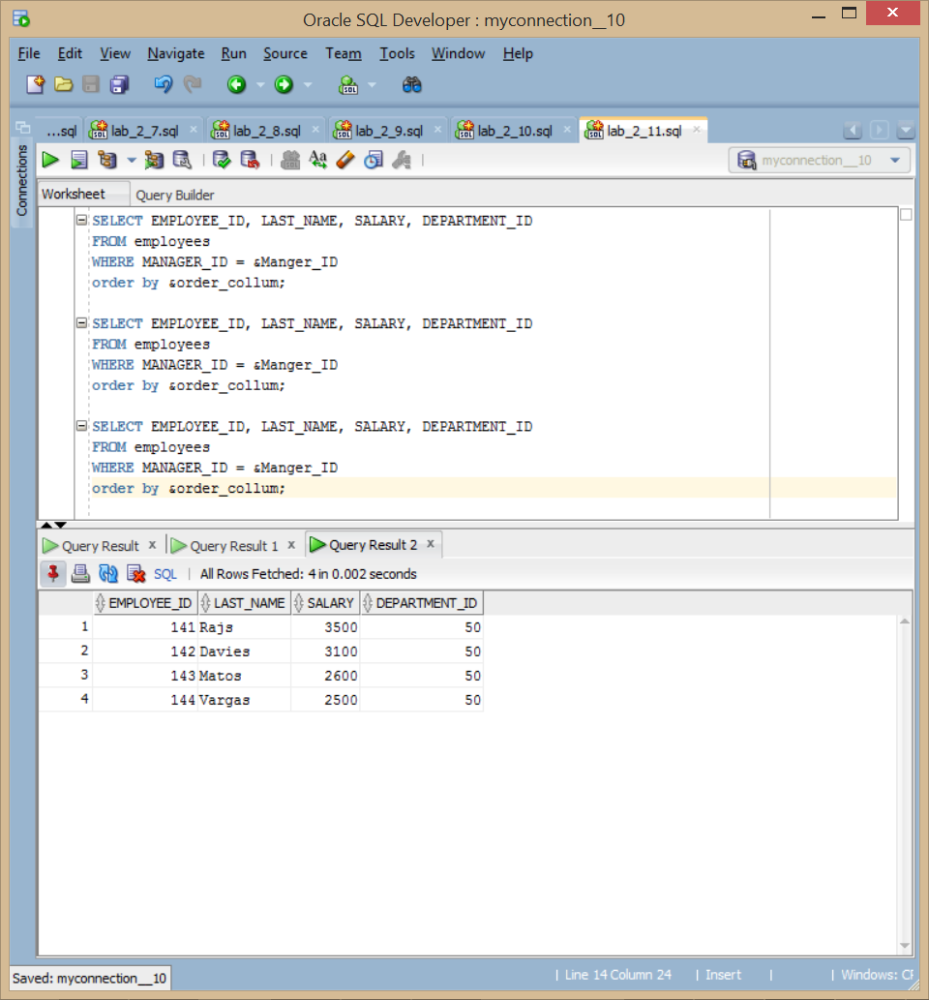 Oracle SQL Developer : myconnection__10
File Edit View Navigate Run Source Team Tools Window Help
...sql lab_2_7.sql lab_2_8.sql lab_2_9.sql lab_2_10.sql lab_2_11.sql
Connections
myconnection__10
Worksheet Query Builder
SELECT EMPLOYEE_ID, LAST_NAME, SALARY, DEPARTMENT_ID
FROM employees
WHERE MANAGER_ID = &Manger_ID
order by &order_collum;
SELECT EMPLOYEE_ID, LAST_NAME, SALARY, DEPARTMENT_ID
FROM employees
WHERE MANAGER_ID = &Manger_ID
order by &order_collum;
SELECT EMPLOYEE_ID, LAST_NAME, SALARY, DEPARTMENT_ID
FROM employees
WHERE MANAGER_ID = &Manger_ID
order by &order_collum;
Query Result x Query Result 1 x Query Result 2 x
SQL | All Rows Fetched: 4 in 0.002 seconds
EMPLOYEE_ID LAST_NAME SALARY DEPARTMENT_ID
1 141 Rajs 3500 50
2 142 Davies 3100 50
3 143 Matos 2600 50
4 144 Vargas 2500 50
Saved: myconnection__10 | Line 14 Column 24 | Insert | | Windows: CF